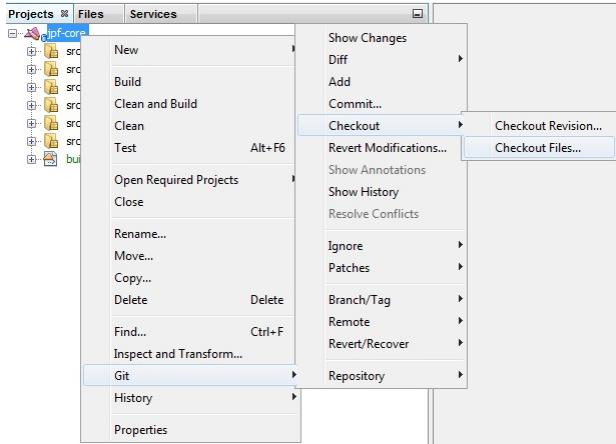 Projects Files Services
jpf-core
src
src
src
src
src
bui
New
Build
Clean and Build
Clean
Test Alt+F6
Open Required Projects
Close
Rename...
Move...
Copy...
Delete Delete
Find... Ctrl+F
Inspect and Transform...
Git
History
Properties
Show Changes
Diff
Add
Commit...
Checkout
Revert Modifications...
Show Annotations
Show History
Resolve Conflicts
Ignore
Patches
Branch/Tag
Remote
Revert/Recover
Repository
Checkout Revision...
Checkout Files...